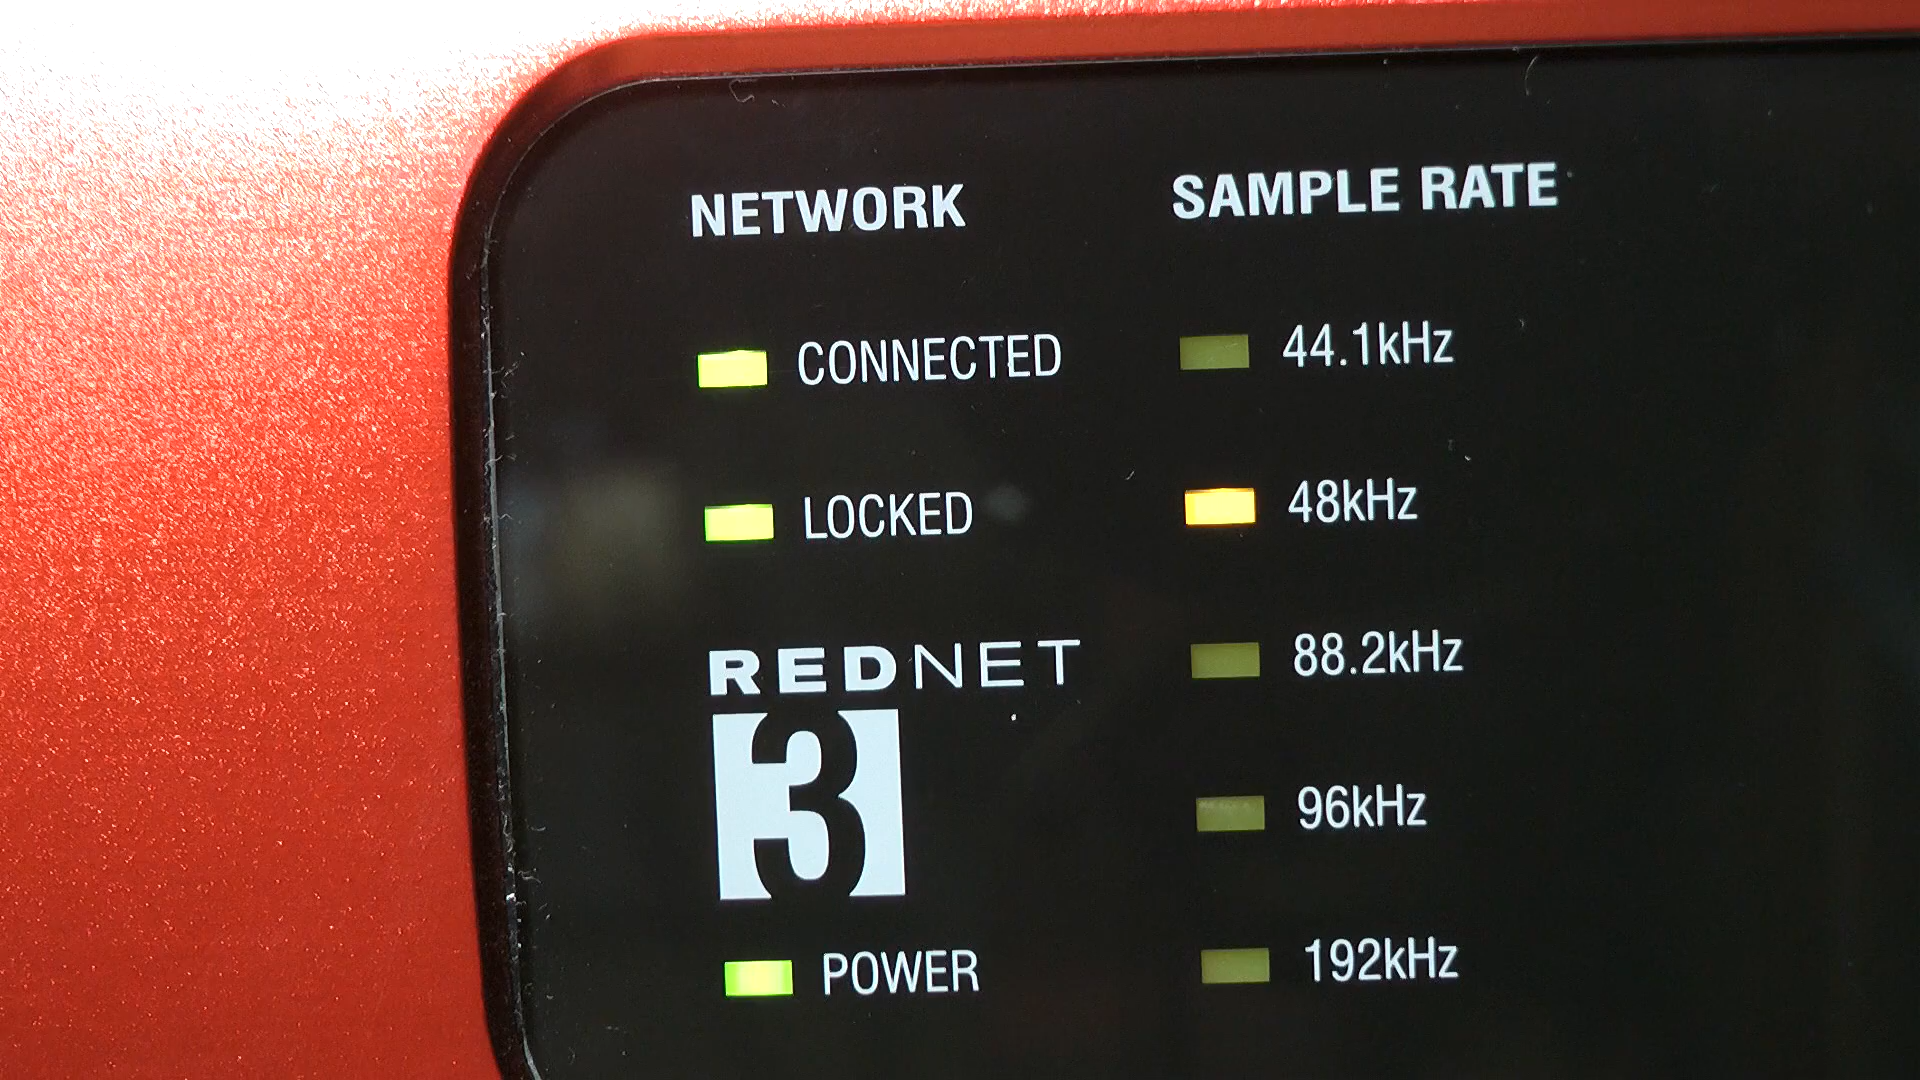 NETWORK
CONNECTED
LOCKED
REDNET
3
POWER
SAMPLE RATE
44.1kHz
48kHz
88.2kHz
96kHz
192kHz